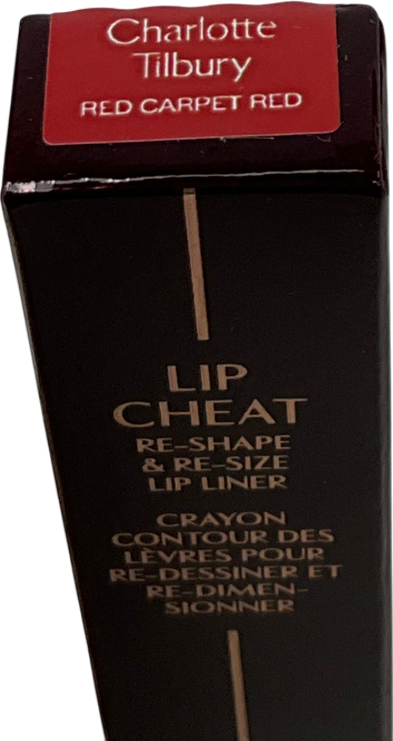 Charlotte
Tilbury
RED CARPET RED
LIP
CHEAT
RE-SHAPE
& RE-SIZE
LIP LINER
CRAYON
CONTOUR DES
LÈVRES POUR
RE-DESSINER ET
RE-DIMEN-
SIONNER